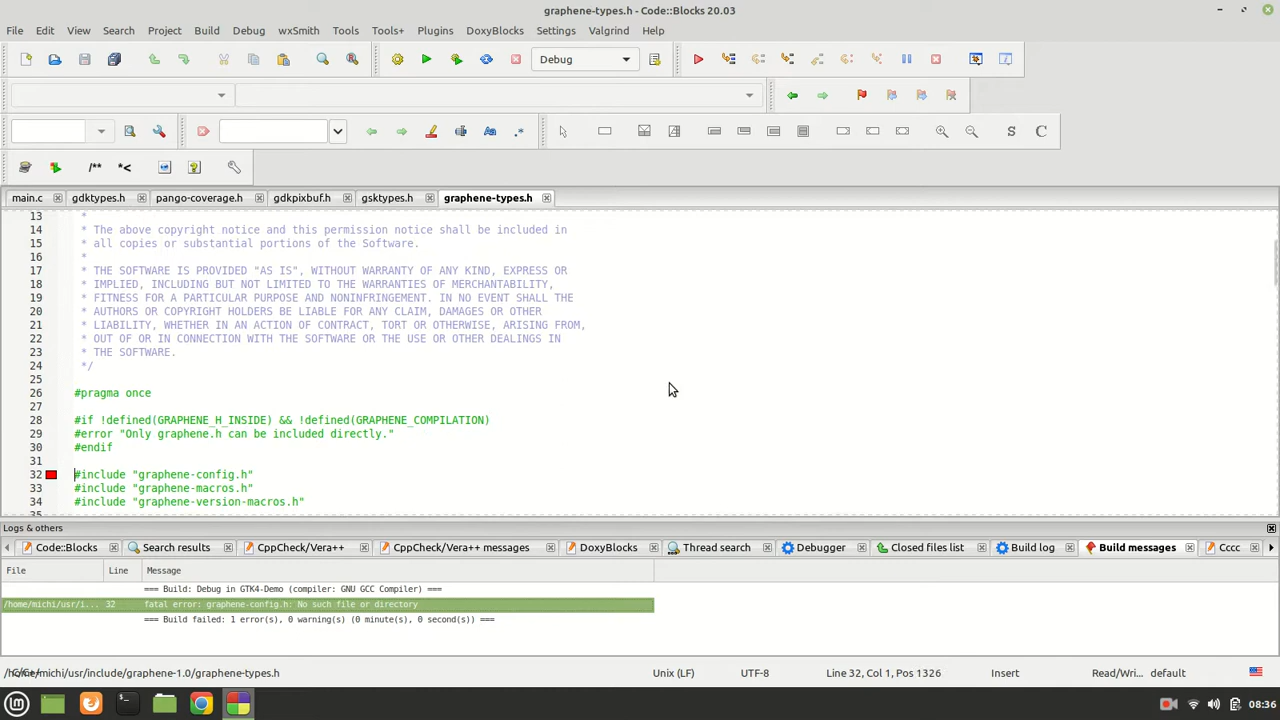 graphene-types.h - Code::Blocks 20.03
File Edit View Search Project Build Debug wxSmith Tools Tools+ Plugins DoxyBlocks Settings Valgrind Help
Debug
/** *<
.*
S C
main.c gdktypes.h pango-coverage.h gdkpixbuf.h gsktypes.h graphene-types.h
13 *
14 * The above copyright notice and this permission notice shall be included in
15 * all copies or substantial portions of the Software.
16 *
17 * THE SOFTWARE IS PROVIDED "AS IS", WITHOUT WARRANTY OF ANY KIND, EXPRESS OR
18 * IMPLIED, INCLUDING BUT NOT LIMITED TO THE WARRANTIES OF MERCHANTABILITY,
19 * FITNESS FOR A PARTICULAR PURPOSE AND NONINFRINGEMENT. IN NO EVENT SHALL THE
20 * AUTHORS OR COPYRIGHT HOLDERS BE LIABLE FOR ANY CLAIM, DAMAGES OR OTHER
21 * LIABILITY, WHETHER IN AN ACTION OF CONTRACT, TORT OR OTHERWISE, ARISING FROM,
22 * OUT OF OR IN CONNECTION WITH THE SOFTWARE OR THE USE OR OTHER DEALINGS IN
23 * THE SOFTWARE.
24 */
25
26 #pragma once
27
28 #if !defined(GRAPHENE_H_INSIDE) && !defined(GRAPHENE_COMPILATION)
29 #error "Only graphene.h can be included directly."
30 #endif
31
32 #include "graphene-config.h"
33 #include "graphene-macros.h"
34 #include "graphene-version-macros.h"
35
Logs & others
Code::Blocks Search results CppCheck/Vera++ CppCheck/Vera++ messages DoxyBlocks Thread search Debugger Closed files list Build log Build messages Cccc
File Line Message
=== Build: Debug in GTK4-Demo (compiler: GNU GCC Compiler) ===
/home/michi/usr/i... 32 fatal error: graphene-config.h: No such file or directory
=== Build failed: 1 error(s), 0 warning(s) (0 minute(s), 0 second(s)) ===
/home/michi/usr/include/graphene-1.0/graphene-types.h Unix (LF) UTF-8 Line 32, Col 1, Pos 1326 Insert Read/Wri... default
08:36